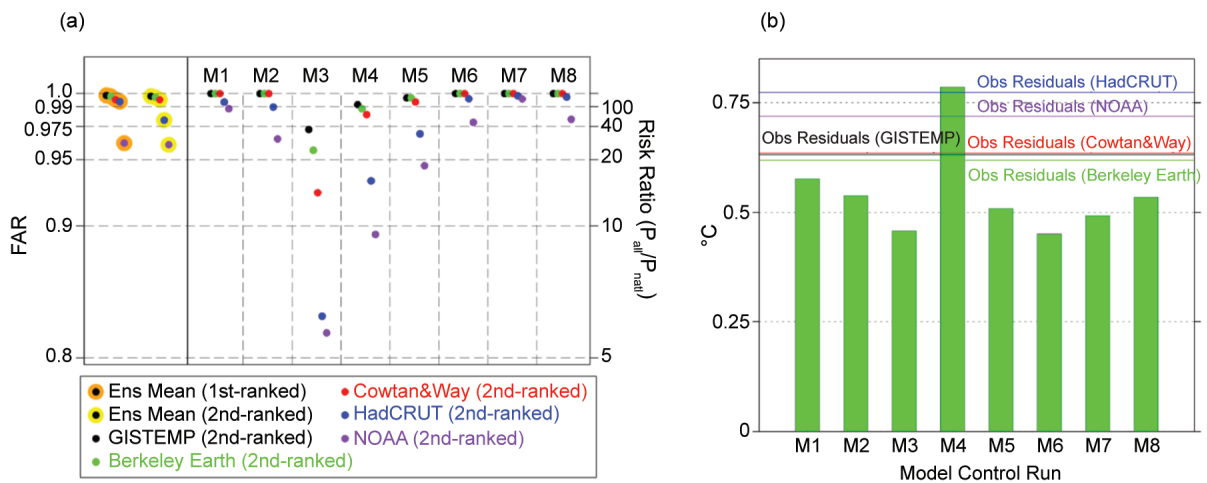 (a)
M1 M2 M3 M4 M5 M6 M7 M8
1.0
0.99
0.975
0.95
0.9
0.8
FAR
100
40
20
10
5
Risk Ratio (Pall/Pnatl)
Ens Mean (1st-ranked)
Ens Mean (2nd-ranked)
GISTEMP (2nd-ranked)
Berkeley Earth (2nd-ranked)
Cowtan&Way (2nd-ranked)
HadCRUT (2nd-ranked)
NOAA (2nd-ranked)
(b)
Obs Residuals (HadCRUT)
Obs Residuals (NOAA)
Obs Residuals (GISTEMP)
Obs Residuals (Cowtan&Way)
Obs Residuals (Berkeley Earth)
0.75
0.5
0.25
0
°C
M1 M2 M3 M4 M5 M6 M7 M8
Model Control Run